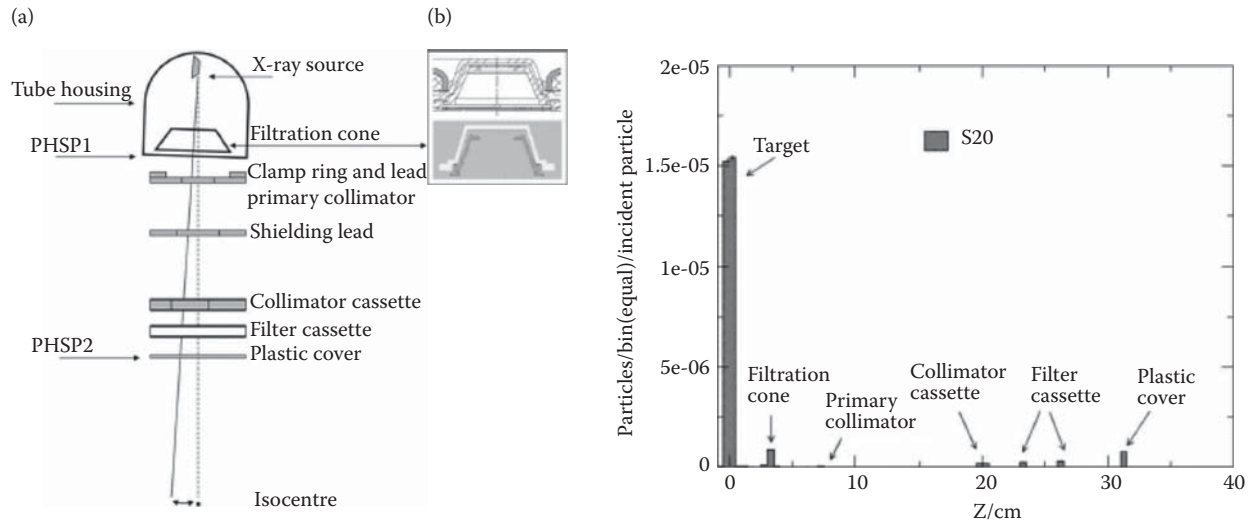 (a)
(b)
X-ray source
Tube housing
Filtration cone
PHSP1
Clamp ring and lead
primary collimator
Shielding lead
Collimator cassette
Filter cassette
PHSP2
Plastic cover
Isocentre
Particles/bin(equal)/incident particle
2e-05
1.5e-05
1e-05
5e-06
0
S20
Target
Filtration
cone
Primary
collimator
Collimator
cassette
Filter
cassette
Plastic
cover
0
10
20
30
40
Z/cm